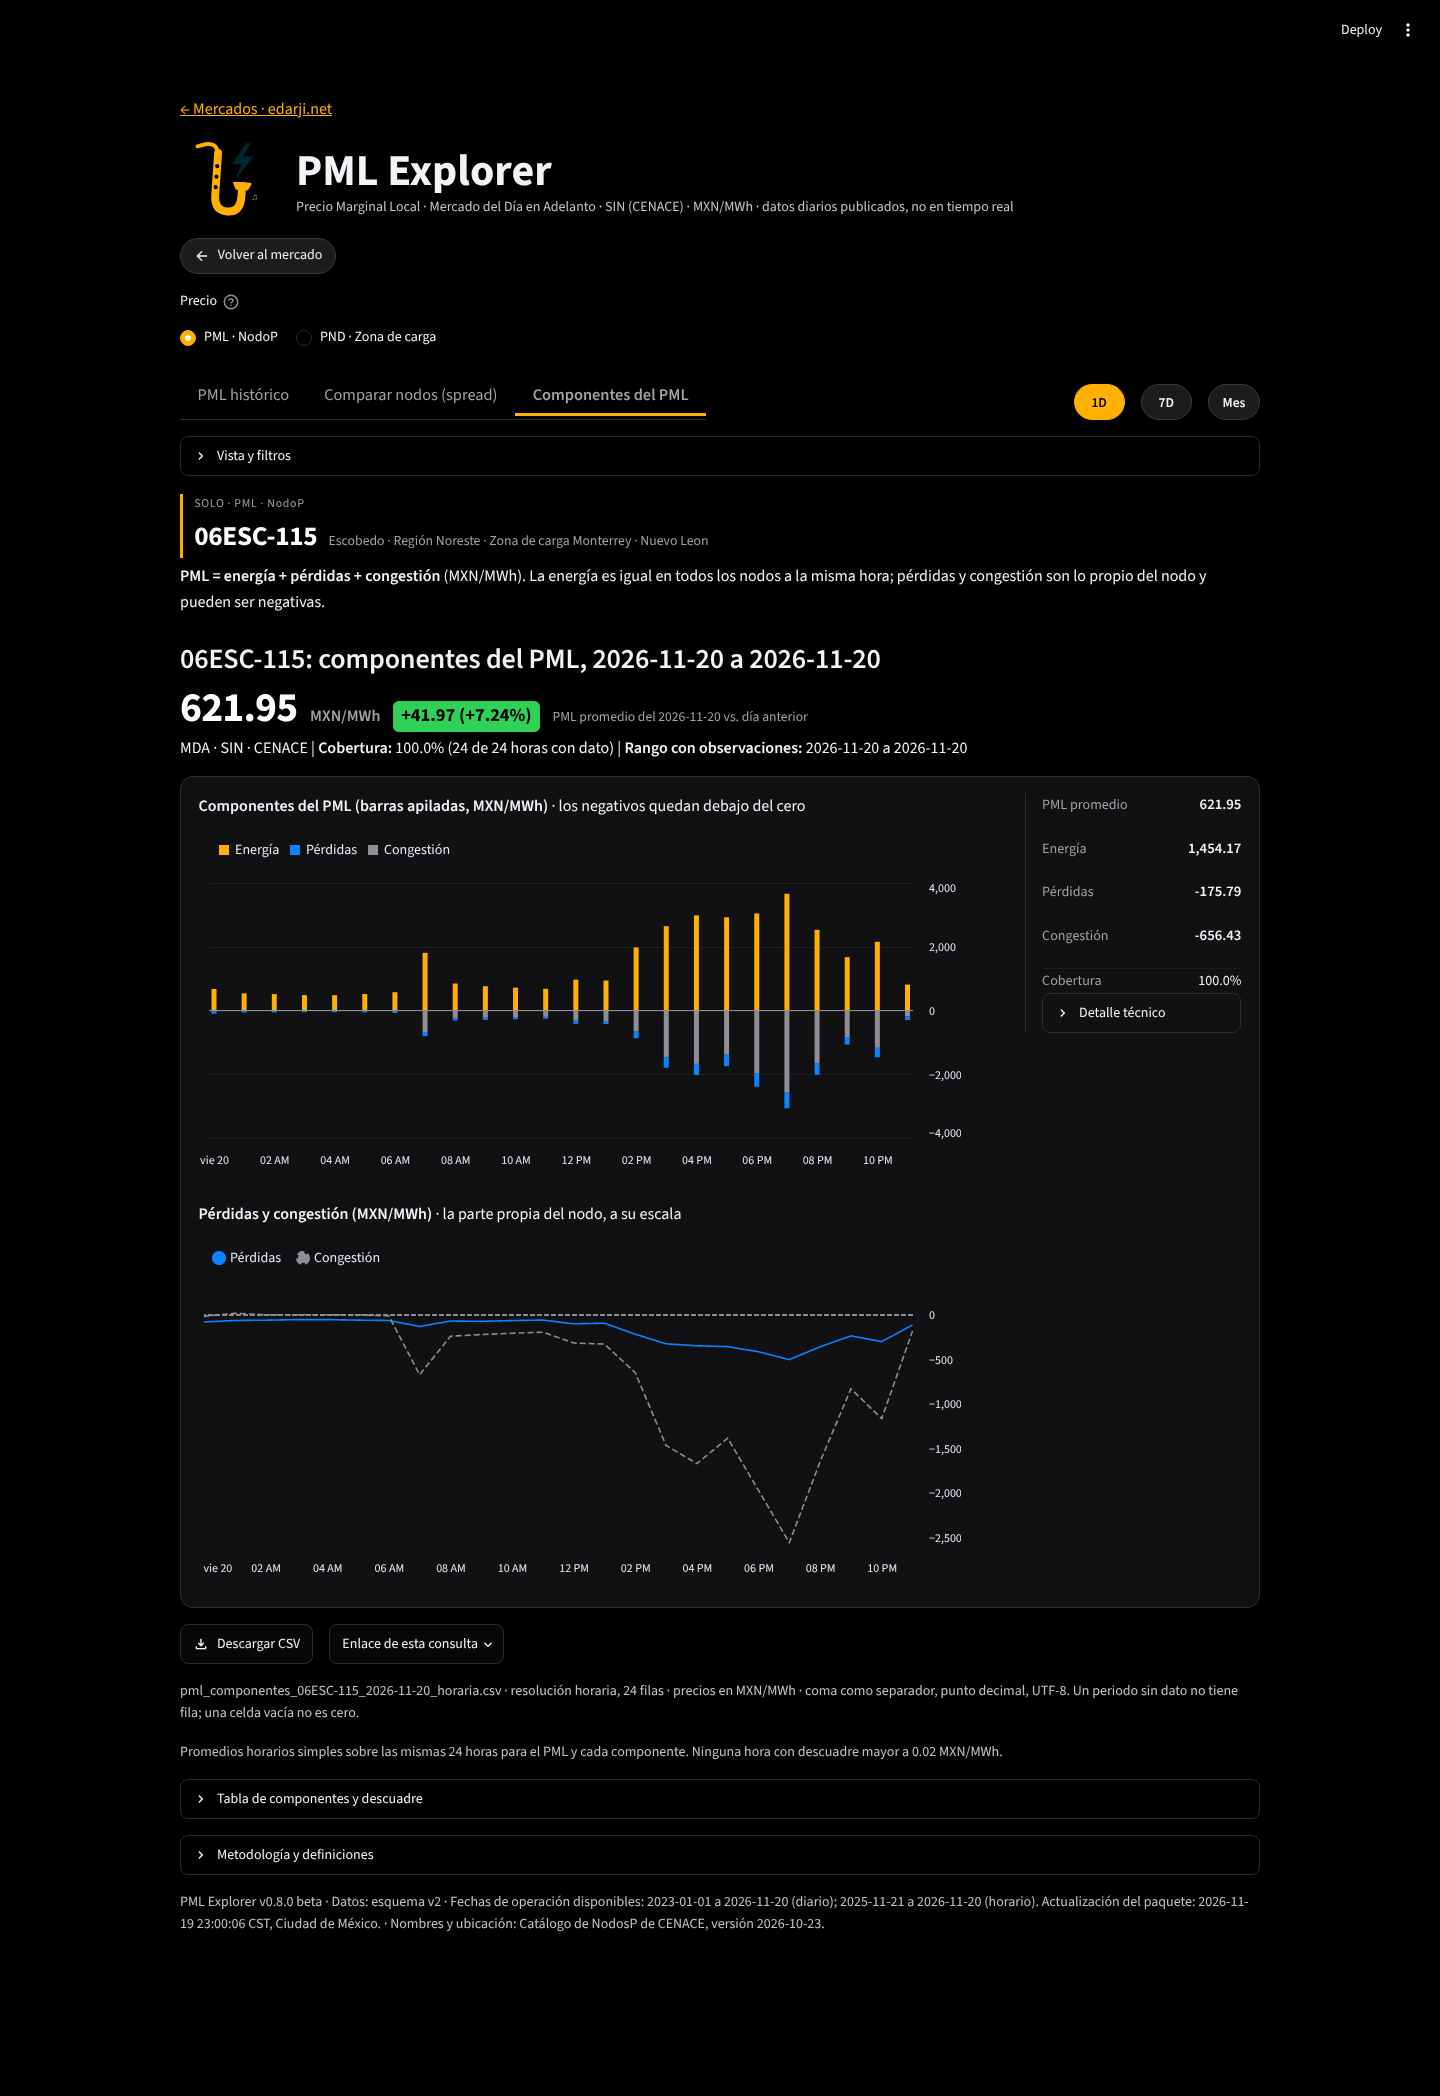 Deploy
← Mercados · edarji.net
PML Explorer
Precio Marginal Local · Mercado del Día en Adelanto · SIN (CENACE) · MXN/MWh · datos diarios publicados, no en tiempo real
Volver al mercado
Precio
PML · NodoP PND · Zona de carga
PML histórico Comparar nodos (spread) Componentes del PML 1D 7D Mes
Vista y filtros
SOLO · PML · NodoP
06ESC-115 Escobedo · Región Noreste · Zona de carga Monterrey · Nuevo Leon
PML = energía + pérdidas + congestión (MXN/MWh). La energía es igual en todos los nodos a la misma hora; pérdidas y congestión son lo propio del nodo y
pueden ser negativas.
06ESC-115: componentes del PML, 2026-11-20 a 2026-11-20
621.95 MXN/MWh +41.97 (+7.24%) PML promedio del 2026-11-20 vs. día anterior
MDA · SIN · CENACE | Cobertura: 100.0% (24 de 24 horas con dato) | Rango con observaciones: 2026-11-20 a 2026-11-20
Componentes del PML (barras apiladas, MXN/MWh) · los negativos quedan debajo del cero
Energía Pérdidas Congestión
4,000
2,000
0
−2,000
−4,000
vie 20 02 AM 04 AM 06 AM 08 AM 10 AM 12 PM 02 PM 04 PM 06 PM 08 PM 10 PM
PML promedio 621.95
Energía 1,454.17
Pérdidas -175.79
Congestión -656.43
Cobertura 100.0%
Detalle técnico
Pérdidas y congestión (MXN/MWh) · la parte propia del nodo, a su escala
Pérdidas Congestión
0
−500
−1,000
−1,500
−2,000
−2,500
vie 20 02 AM 04 AM 06 AM 08 AM 10 AM 12 PM 02 PM 04 PM 06 PM 08 PM 10 PM
Descargar CSV Enlace de esta consulta
pml_componentes_06ESC-115_2026-11-20_horaria.csv · resolución horaria, 24 filas · precios en MXN/MWh · coma como separador, punto decimal, UTF-8. Un periodo sin dato no tiene
fila; una celda vacía no es cero.
Promedios horarios simples sobre las mismas 24 horas para el PML y cada componente. Ninguna hora con descuadre mayor a 0.02 MXN/MWh.
Tabla de componentes y descuadre
Metodología y definiciones
PML Explorer v0.8.0 beta · Datos: esquema v2 · Fechas de operación disponibles: 2023-01-01 a 2026-11-20 (diario); 2025-11-21 a 2026-11-20 (horario). Actualización del paquete: 2026-11-
19 23:00:06 CST, Ciudad de México. · Nombres y ubicación: Catálogo de NodosP de CENACE, versión 2026-10-23.